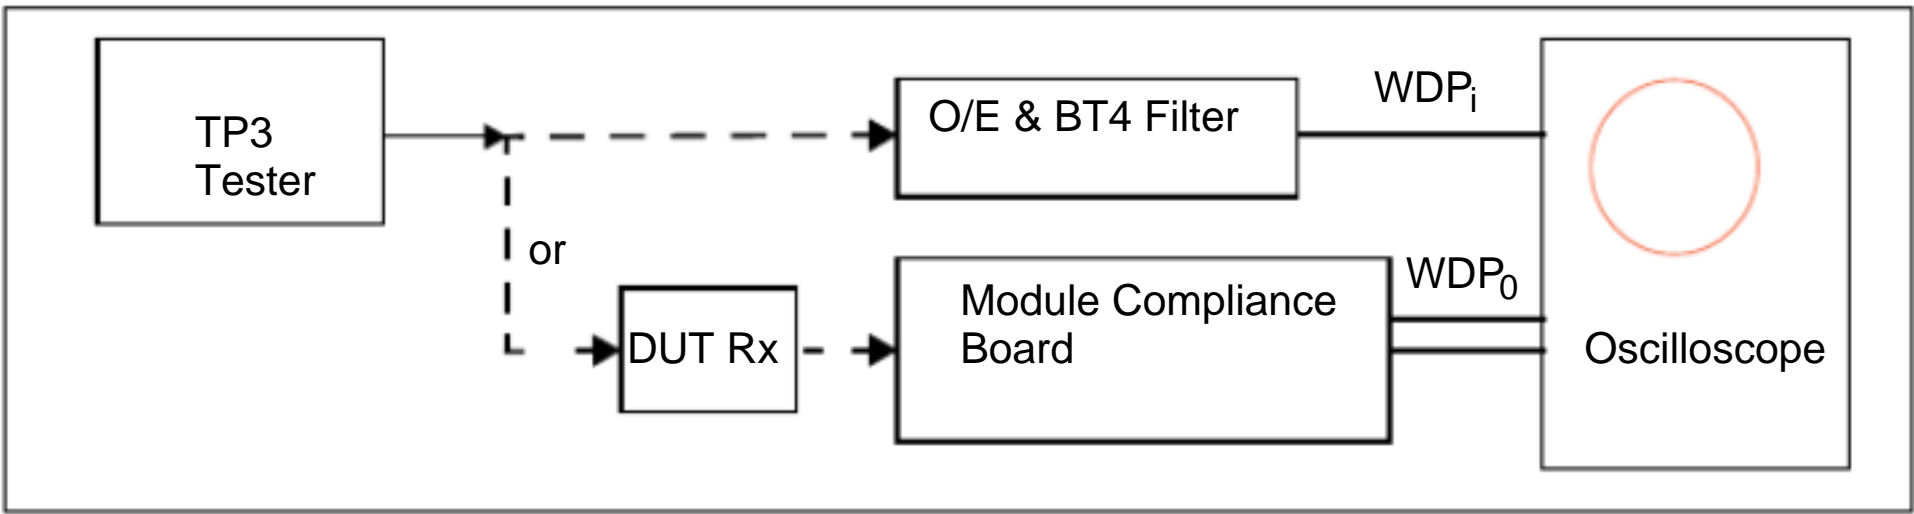 TP3
Tester
O/E & BT4 Filter
WDPi
or
DUT Rx
Module Compliance
Board
WDP0
Oscilloscope